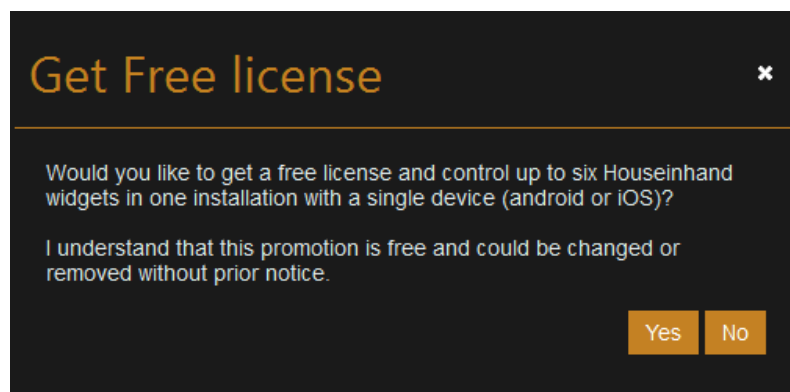 Get Free license
Would you like to get a free license and control up to six Houseinhand
widgets in one installation with a single device (android or iOS)?
I understand that this promotion is free and could be changed or
removed without prior notice.
Yes No